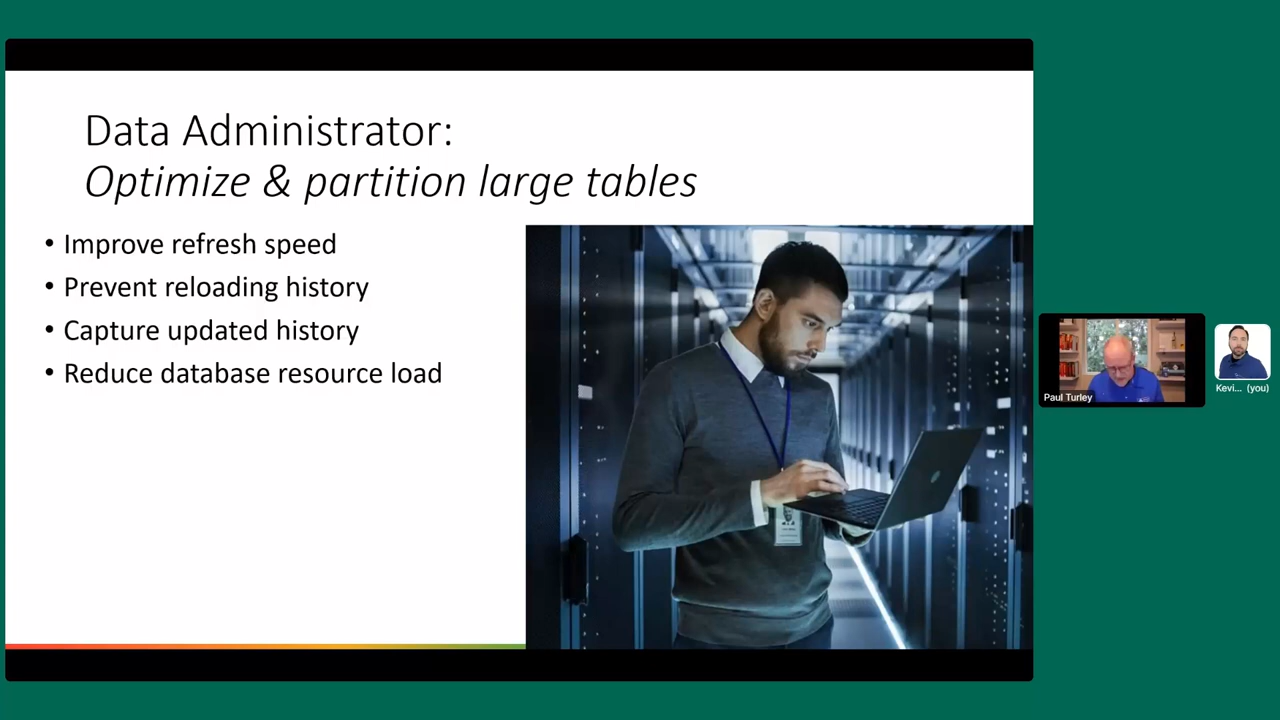 Data Administrator:
Optimize & partition large tables
• Improve refresh speed
• Prevent reloading history
• Capture updated history
• Reduce database resource load
Paul Turley
Kevi... (you)